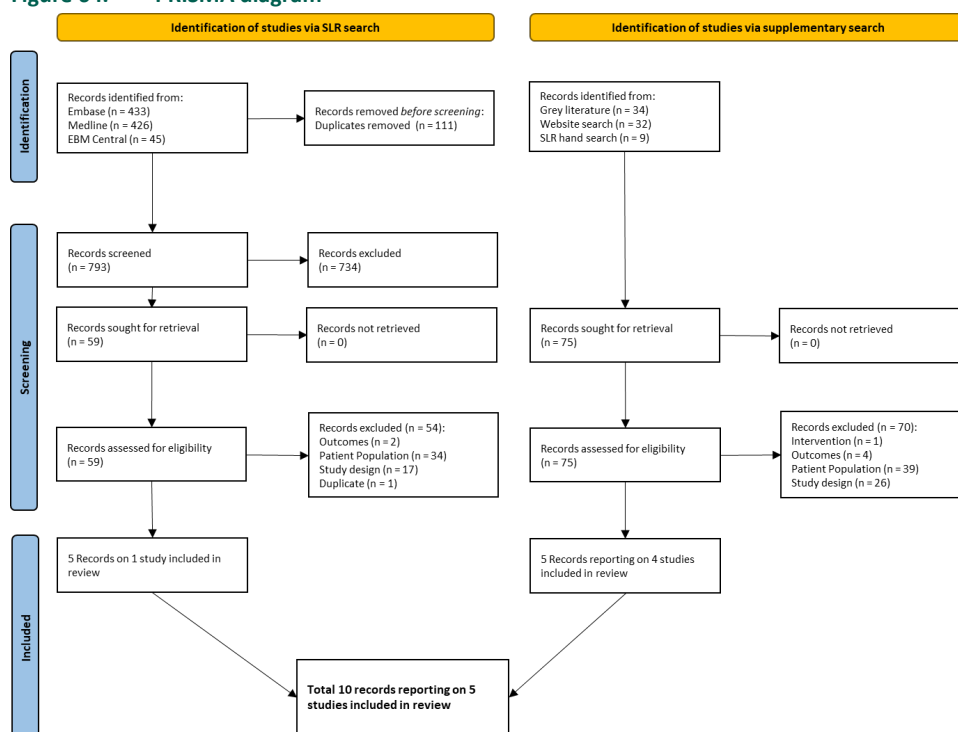 Identification of studies via SLR search
Identification of studies via supplementary search
Identification
Records identified from:
Embase (n = 433)
Medline (n = 426)
EBM Central (n = 45)
Records removed before screening:
Duplicates removed (n = 111)
Records identified from:
Grey literature (n = 34)
Website search (n = 32)
SLR hand search (n = 9)
Screening
Records screened
(n = 793)
Records excluded
(n = 734)
Records sought for retrieval
(n = 59)
Records not retrieved
(n = 0)
Records sought for retrieval
(n = 75)
Records not retrieved
(n = 0)
Records assessed for eligibility
(n = 59)
Records excluded (n = 54):
Outcomes (n = 2)
Patient Population (n = 34)
Study design (n = 17)
Duplicate (n = 1)
Records assessed for eligibility
(n = 75)
Records excluded (n = 70):
Intervention (n = 1)
Outcomes (n = 4)
Patient Population (n = 39)
Study design (n = 26)
Included
5 Records on 1 study included in
review
5 Records reporting on 4 studies
included in review
Total 10 records reporting on 5
studies included in review